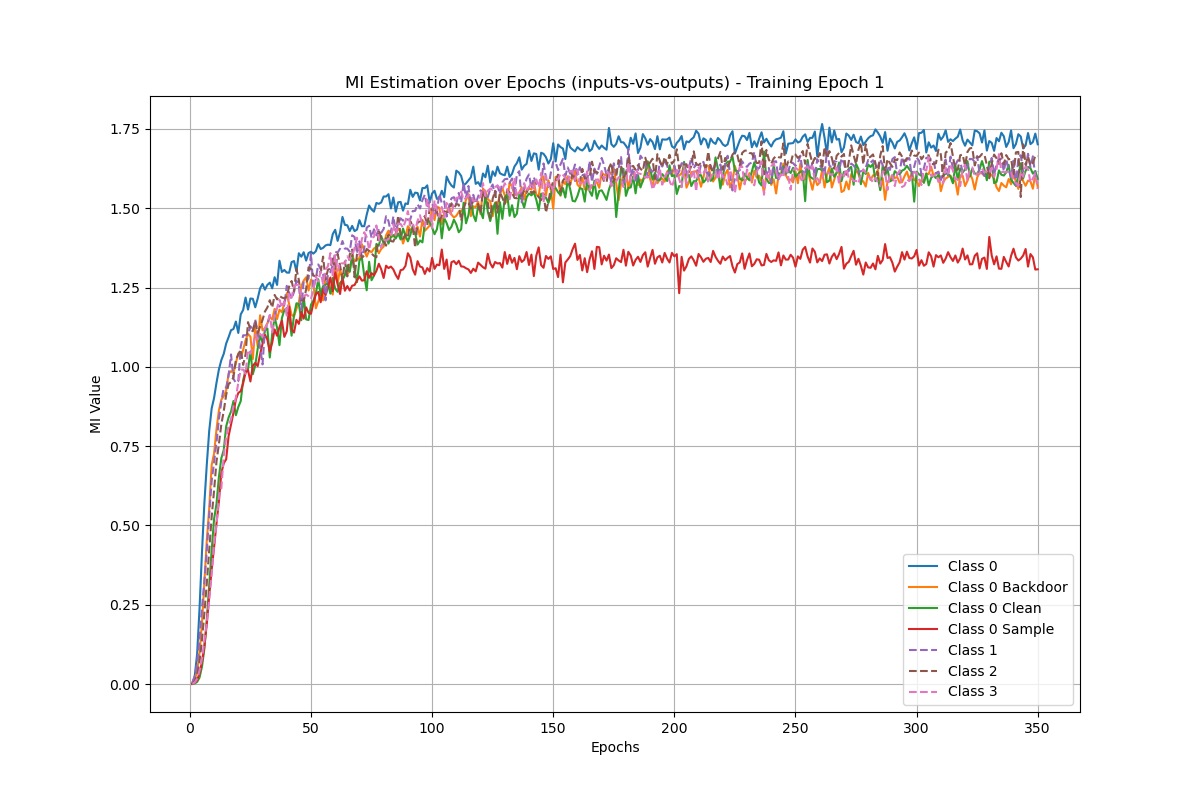 MI Estimation over Epochs (inputs-vs-outputs) - Training Epoch 1
MI Value
1.75
1.50
1.25
1.00
0.75
0.50
0.25
0.00
0 50 100 150 200 250 300 350
Epochs
Class 0
Class 0 Backdoor
Class 0 Clean
Class 0 Sample
Class 1
Class 2
Class 3